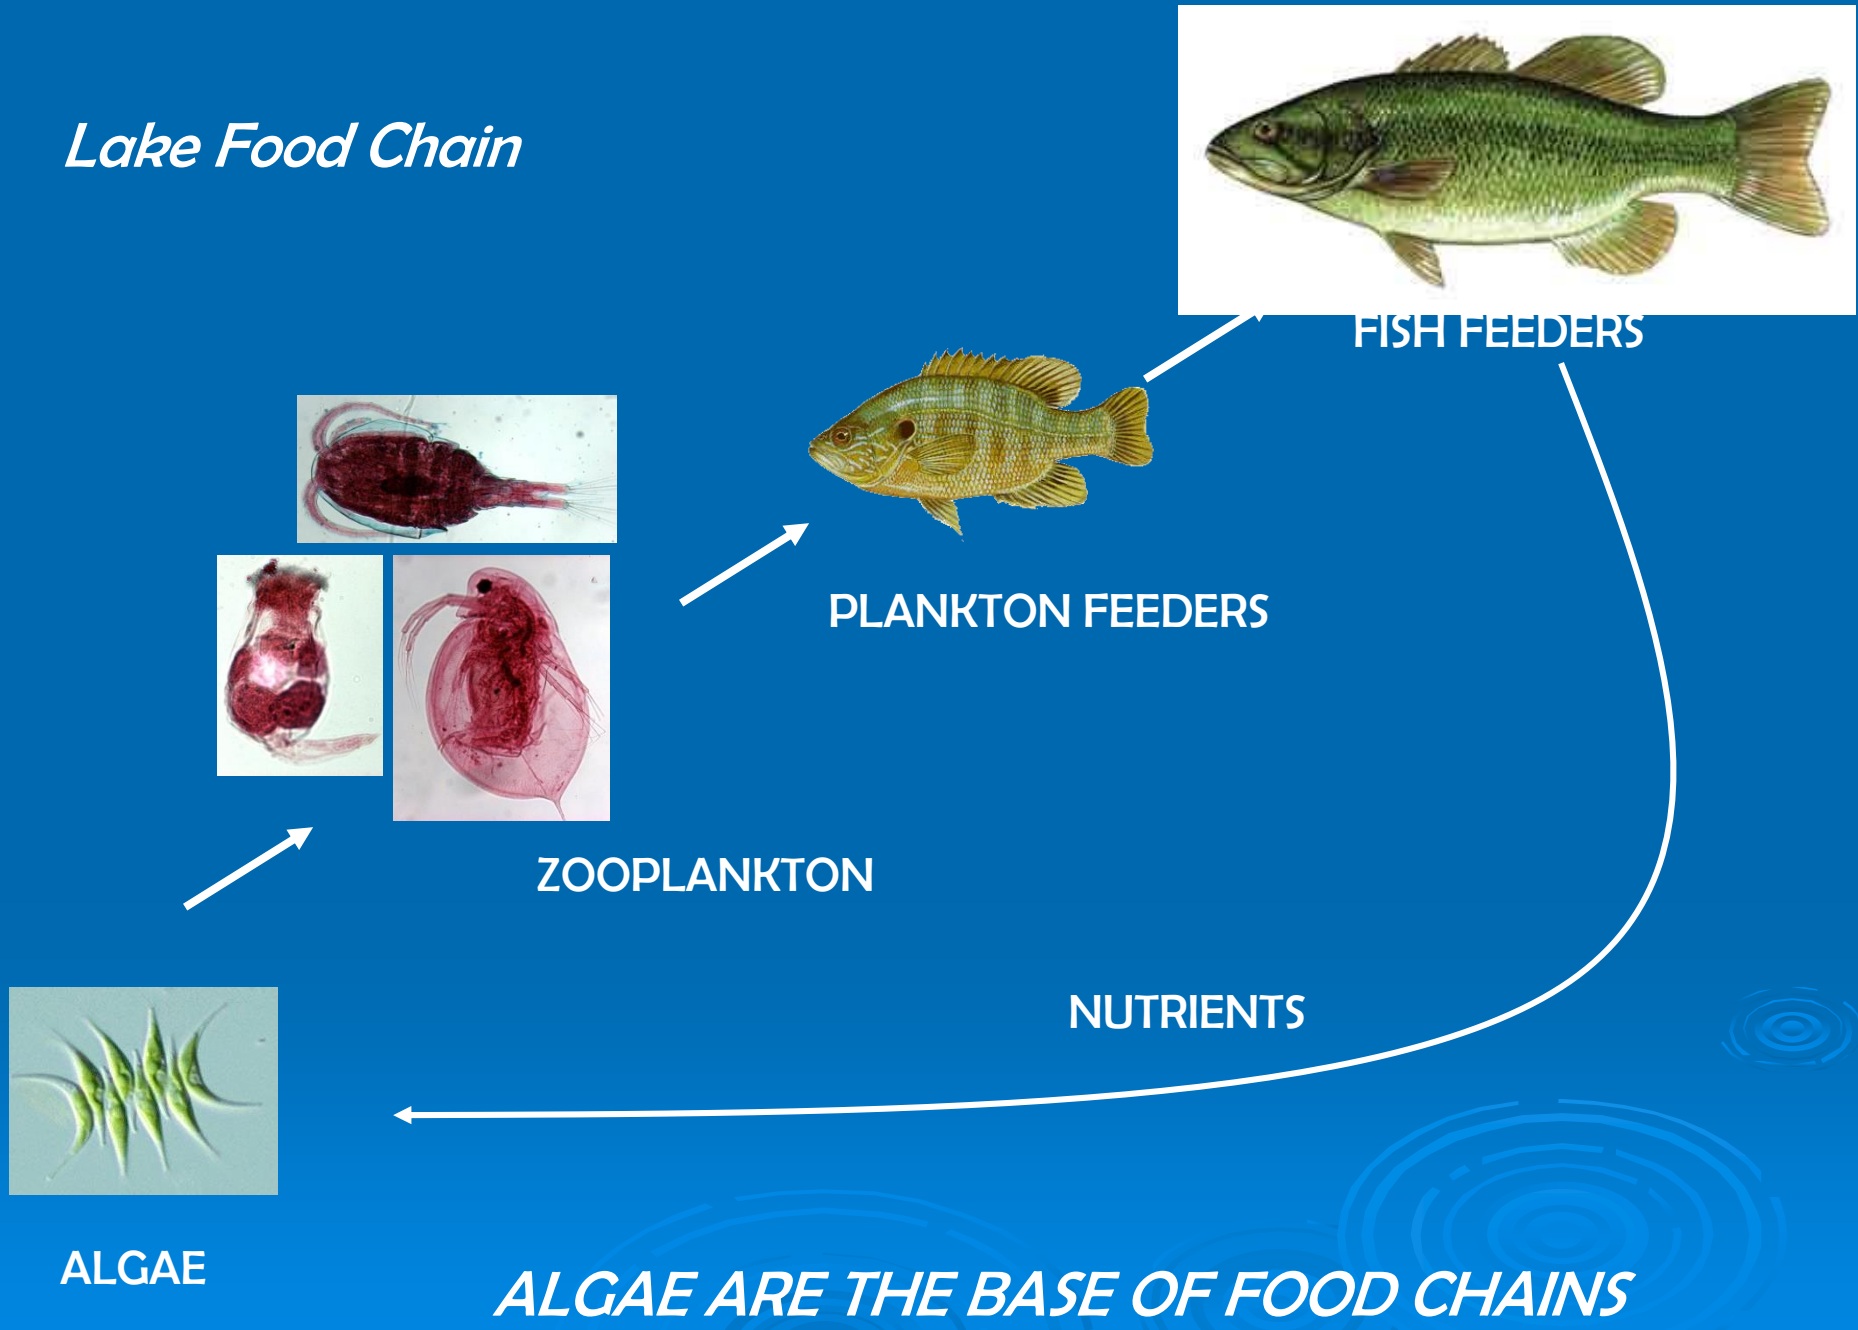 Lake Food Chain
FISH FEEDERS
PLANKTON FEEDERS
ZOOPLANKTON
NUTRIENTS
ALGAE
ALGAE ARE THE BASE OF FOOD CHAINS